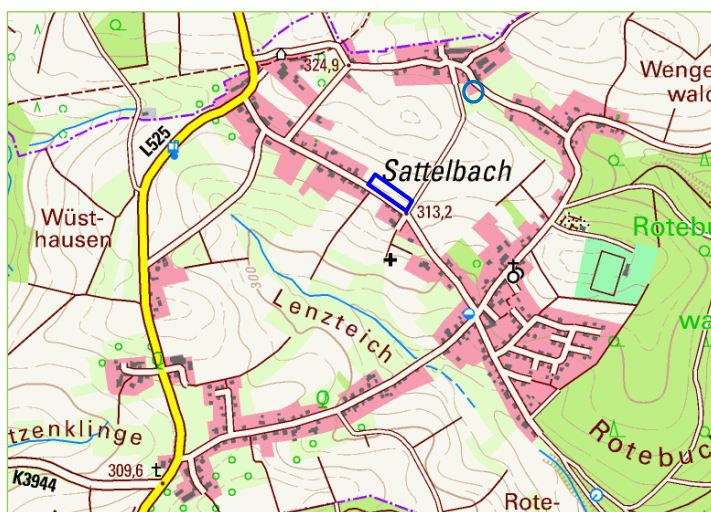 324,9
Wenge
wald
L525
Sattelbach
313,2
Wüst-
hausen
Rotebu
300
Lenzteich
wa
tzenklinge
Rotebuc
309,6
K3944
Rote-